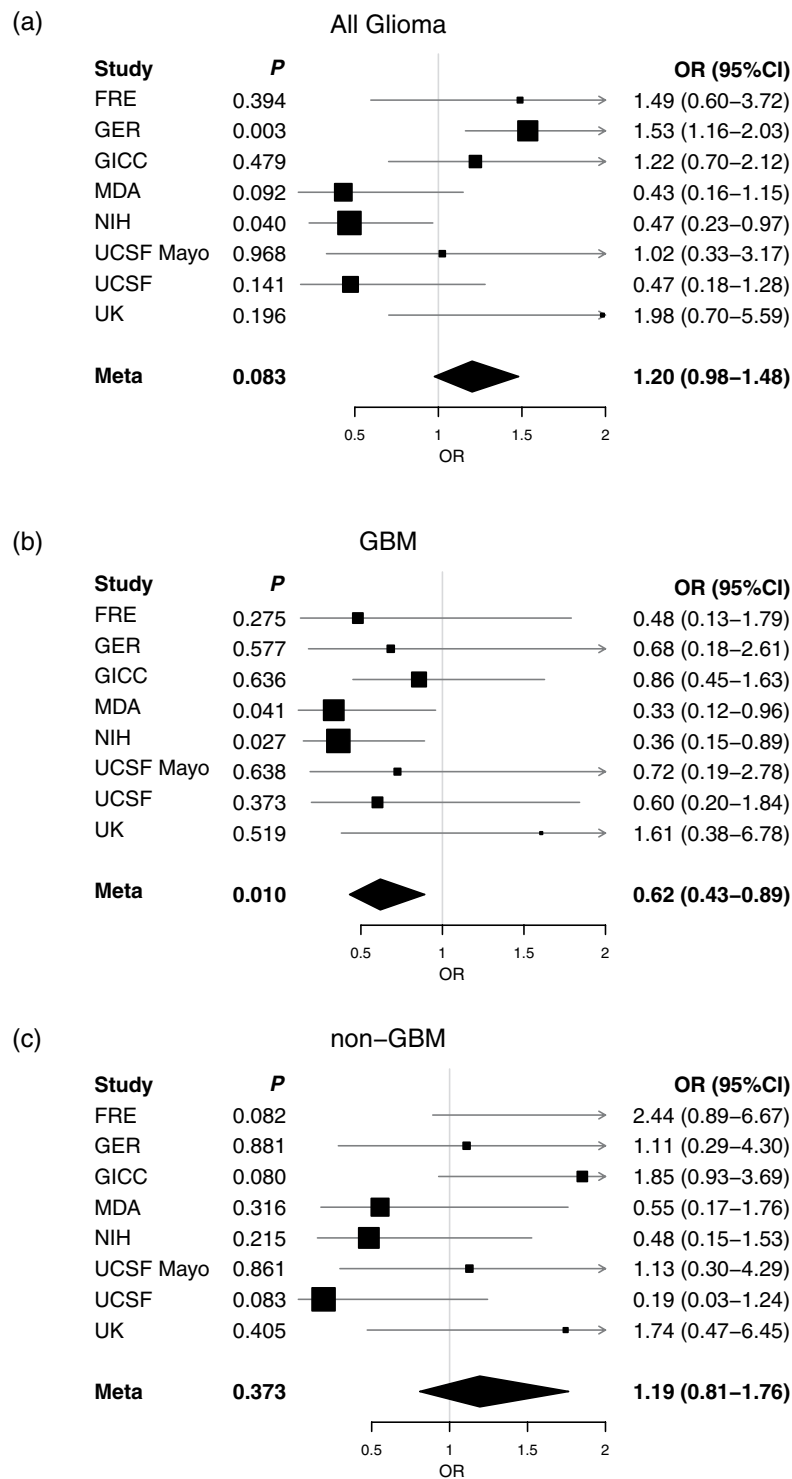 (a)
All Glioma
Study P OR (95%CI)
FRE 0.394 1.49 (0.60−3.72)
GER 0.003 1.53 (1.16−2.03)
GICC 0.479 1.22 (0.70−2.12)
MDA 0.092 0.43 (0.16−1.15)
NIH 0.040 0.47 (0.23−0.97)
UCSF Mayo 0.968 1.02 (0.33−3.17)
UCSF 0.141 0.47 (0.18−1.28)
UK 0.196 1.98 (0.70−5.59)
Meta 0.083 1.20 (0.98−1.48)
0.5 1 1.5 2
OR
(b)
GBM
Study P OR (95%CI)
FRE 0.275 0.48 (0.13−1.79)
GER 0.577 0.68 (0.18−2.61)
GICC 0.636 0.86 (0.45−1.63)
MDA 0.041 0.33 (0.12−0.96)
NIH 0.027 0.36 (0.15−0.89)
UCSF Mayo 0.638 0.72 (0.19−2.78)
UCSF 0.373 0.60 (0.20−1.84)
UK 0.519 1.61 (0.38−6.78)
Meta 0.010 0.62 (0.43−0.89)
0.5 1 1.5 2
OR
(c)
non−GBM
Study P OR (95%CI)
FRE 0.082 2.44 (0.89−6.67)
GER 0.881 1.11 (0.29−4.30)
GICC 0.080 1.85 (0.93−3.69)
MDA 0.316 0.55 (0.17−1.76)
NIH 0.215 0.48 (0.15−1.53)
UCSF Mayo 0.861 1.13 (0.30−4.29)
UCSF 0.083 0.19 (0.03−1.24)
UK 0.405 1.74 (0.47−6.45)
Meta 0.373 1.19 (0.81−1.76)
0.5 1 1.5 2
OR